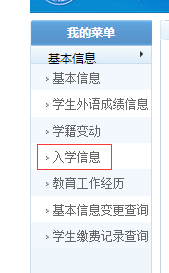 我的菜单
基本信息
基本信息
学生外语成绩信息
学籍变动
入学信息
教育工作经历
基本信息变更查询
学生缴费记录查询